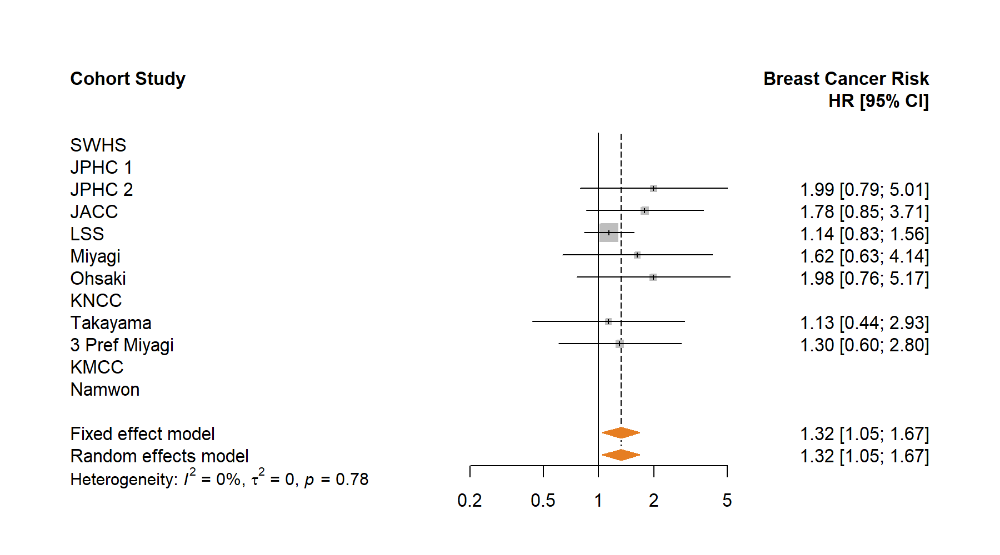 Cohort Study
Breast Cancer Risk
HR [95% CI]
SWHS
JPHC 1
JPHC 2 1.99 [0.79; 5.01]
JACC 1.78 [0.85; 3.71]
LSS 1.14 [0.83; 1.56]
Miyagi 1.62 [0.63; 4.14]
Ohsaki 1.98 [0.76; 5.17]
KNCC
Takayama 1.13 [0.44; 2.93]
3 Pref Miyagi 1.30 [0.60; 2.80]
KMCC
Namwon
Fixed effect model 1.32 [1.05; 1.67]
Random effects model 1.32 [1.05; 1.67]
Heterogeneity: I² = 0%, τ² = 0, p = 0.78
0.2 0.5 1 2 5